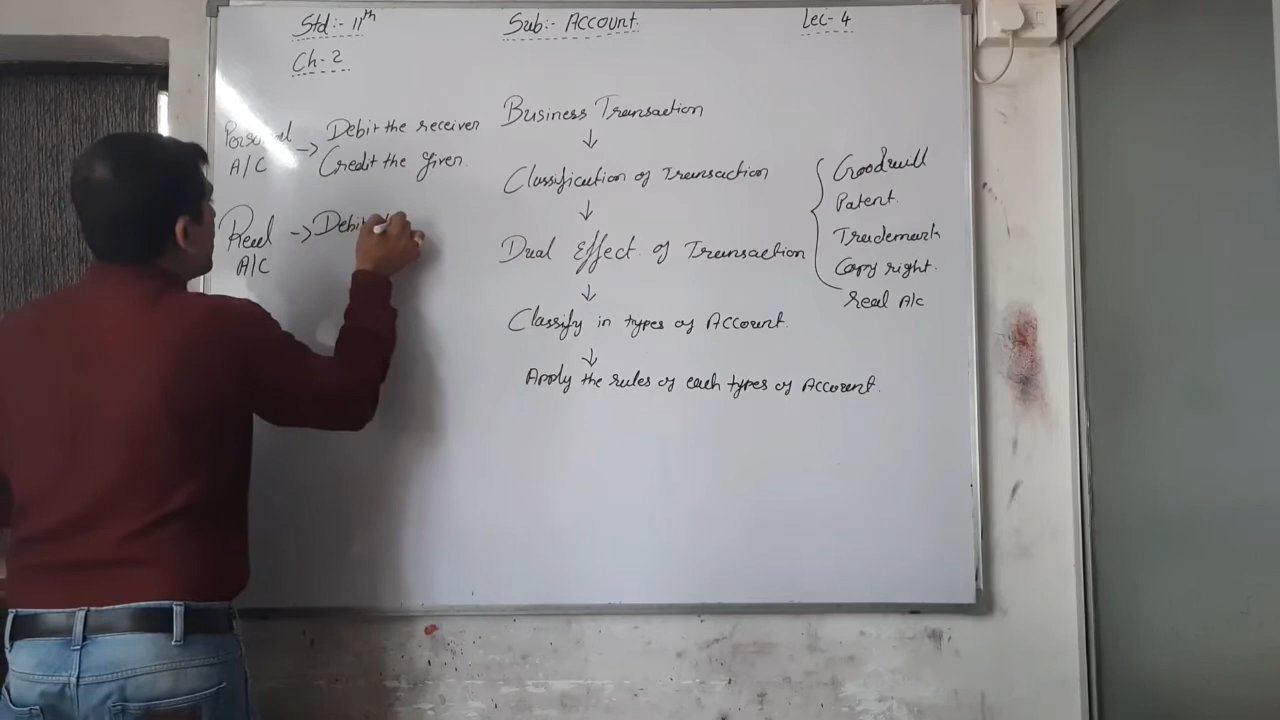 Std:- 11th
Sub:- Account.
Lec- 4
Ch- 2
Personal A/C -> Debit the receiver
Credit the Giver.
Real A/C -> Debit
Business Transaction
↓
Classification of Transaction
↓
Dual Effect of Transaction
↓
Classify in types of Account.
↓
Apply the rules of each types of Account.
Goodwill
Patent.
Trademark
Copy right.
real A/c